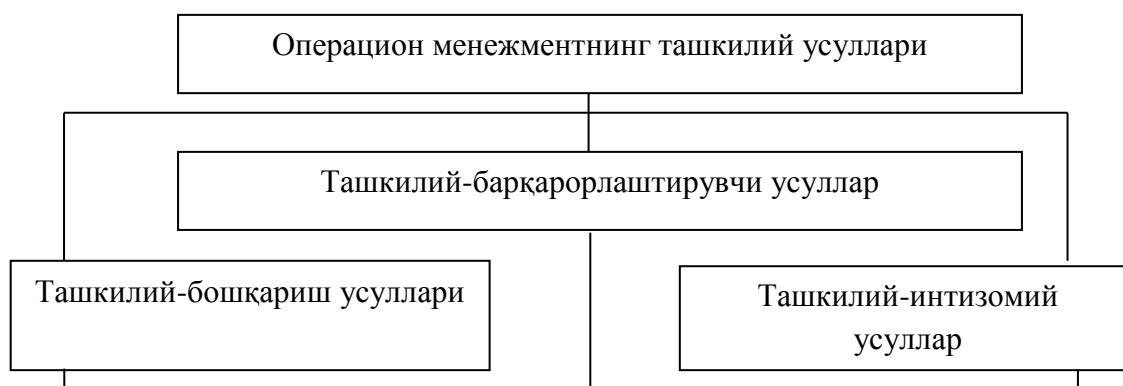 Операцион менежментнинг ташкилий усуллари
Ташкилий-барқарорлаштирувчи усуллар
Ташкилий-бошқариш усуллари
Ташкилий-интизомий
усуллар